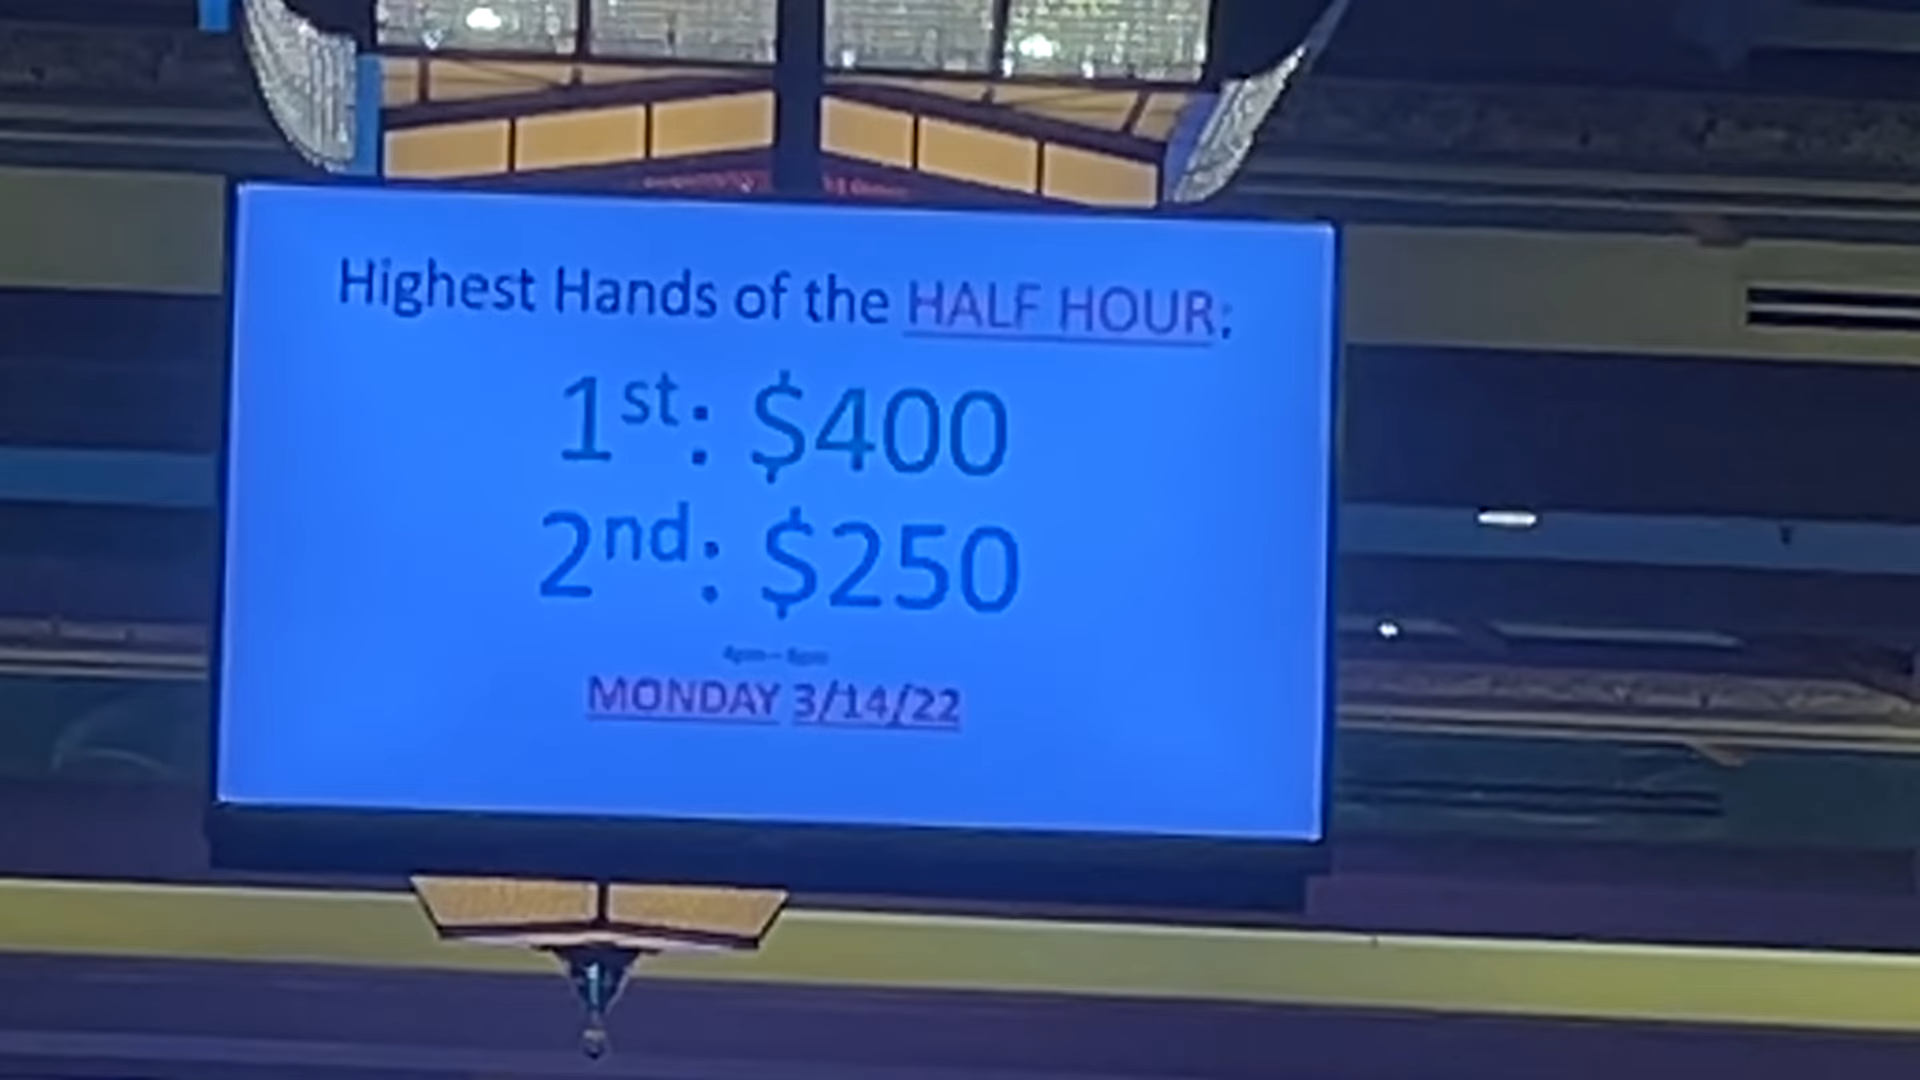 Highest Hands of the HALF HOUR:
1st: $400
2nd: $250
MONDAY 3/14/22